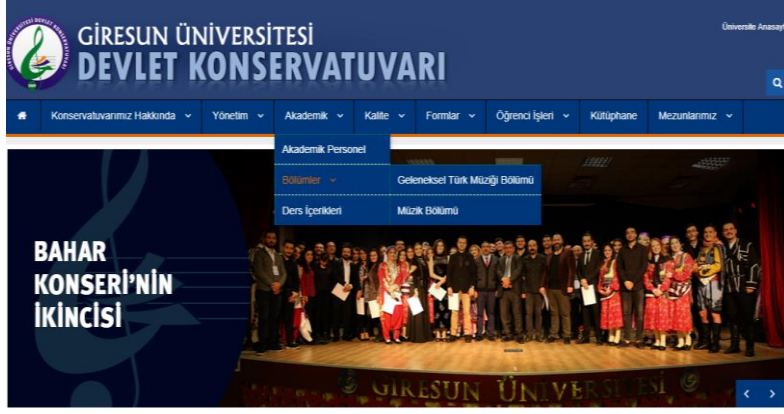 GİRESUN ÜNİVERSİTESİ
DEVLET KONSERVATUVARI
Üniversite Anasayf
Konservatuvarımız Hakkında
Yönetim
Akademik
Kalite
Formlar
Öğrenci İşleri
Kütüphane
Mezunlarımız
Akademik Personel
Bölümler
Geleneksel Türk Müziği Bölümü
Ders İçerikleri
Müzik Bölümü
BAHAR
KONSERİ'NİN
İKİNCİSİ
GİRESUN ÜNİVERSİTESİ